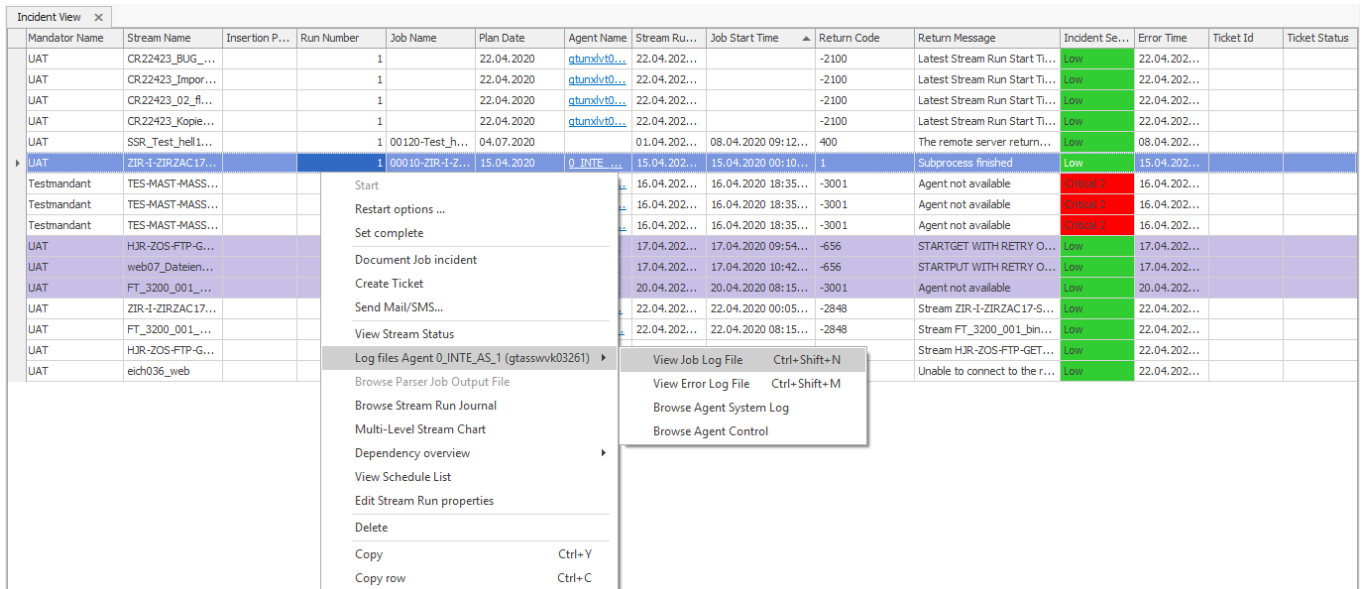 Incident View ×
Mandator Name Stream Name Insertion P... Run Number Job Name Plan Date Agent Name Stream Ru... Job Start Time Return Code Return Message Incident Se... Error Time Ticket Id Ticket Status
UAT CR22423_BUG_... 1 22.04.2020 gtunxlvt0... 22.04.202... -2100 Latest Stream Run Start Ti... Low 22.04.202...
UAT CR22423_Impor... 1 22.04.2020 gtunxlvt0... 22.04.202... -2100 Latest Stream Run Start Ti... Low 22.04.202...
UAT CR22423_02_fl... 1 22.04.2020 gtunxlvt0... 22.04.202... -2100 Latest Stream Run Start Ti... Low 22.04.202...
UAT CR22423_Kopie... 1 22.04.2020 gtunxlvt0... 22.04.202... -2100 Latest Stream Run Start Ti... Low 22.04.202...
UAT SSR_Test_hell1... 1 00120-Test_h... 04.07.2020 01.04.202... 08.04.2020 09:12... 400 The remote server return... Low 08.04.202...
UAT ZIR-I-ZIRZAC17... 1 00010-ZIR-I-Z... 15.04.2020 0_INTE_... 15.04.202... 15.04.2020 00:10... 1 Subprocess finished Low 15.04.202...
Testmandant TES-MAST-MASS... 16.04.202... 16.04.2020 18:35... -3001 Agent not available Critical 2 16.04.202...
Testmandant TES-MAST-MASS... 16.04.202... 16.04.2020 18:35... -3001 Agent not available Critical 2 16.04.202...
Testmandant TES-MAST-MASS... 16.04.202... 16.04.2020 18:35... -3001 Agent not available Critical 2 16.04.202...
UAT HJR-ZOS-FTP-G... 17.04.202... 17.04.2020 09:54... -656 STARTGET WITH RETRY O... Low 17.04.202...
UAT web07_Dateien... 17.04.202... 17.04.2020 10:42... -656 STARTPUT WITH RETRY O... Low 17.04.202...
UAT FT_3200_001_... 20.04.202... 20.04.2020 08:15... -3001 Agent not available Low 20.04.202...
UAT ZIR-I-ZIRZAC17... 22.04.202... 22.04.2020 00:05... -2848 Stream ZIR-I-ZIRZAC17-S... Low 22.04.202...
UAT FT_3200_001_... 22.04.202... 22.04.2020 08:15... -2848 Stream FT_3200_001_bin... Low 22.04.202...
UAT HJR-ZOS-FTP-G... Stream HJR-ZOS-FTP-GET... Low 22.04.202...
UAT eich036_web Unable to connect to the r... Low 22.04.202...
Start
Restart options ...
Set complete
Document Job incident
Create Ticket
Send Mail/SMS...
View Stream Status
Log files Agent 0_INTE_AS_1 (gtasswvk03261)
Browse Parser Job Output File
Browse Stream Run Journal
Multi-Level Stream Chart
Dependency overview
View Schedule List
Edit Stream Run properties
Delete
Copy Ctrl+Y
Copy row Ctrl+C
View Job Log File Ctrl+Shift+N
View Error Log File Ctrl+Shift+M
Browse Agent System Log
Browse Agent Control